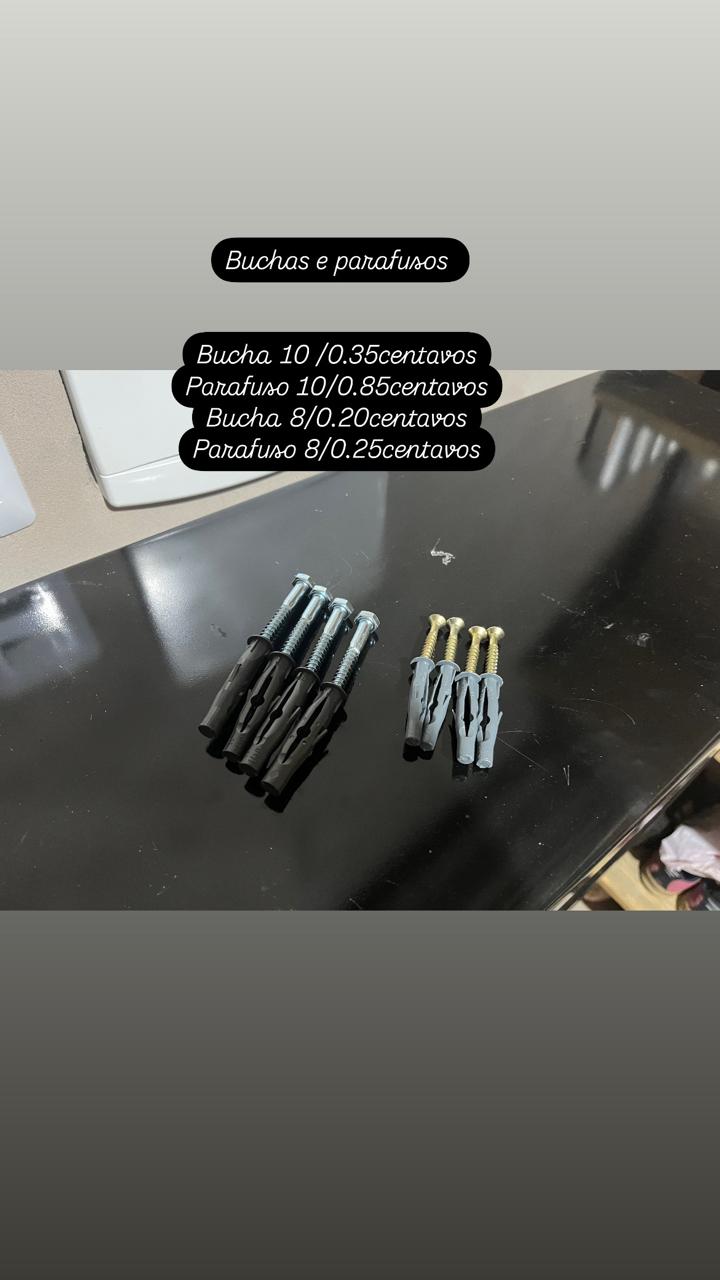 Buchas e parafusos
Bucha 10 /0.35centavos
Parafuso 10/0.85centavos
Bucha 8/0.20centavos
Parafuso 8/0.25centavos